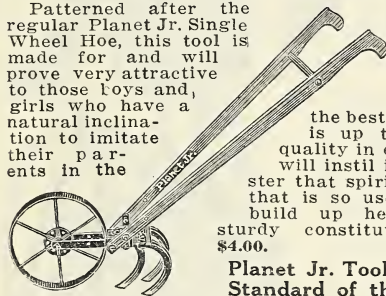 Patterned after the
regular Planet Jr. Single
Wheel Hoe, this tool is
made for and will
prove very attractive
to those boys and,
girls who have a
natural inclina-
tion to imitate
their par-
ents in the
Planet Jr.
the best
is up t
quality in c
will instil i
ster that spiri
that is so use
build up he
sturdy constitut
$4.00.
Planet Jr. Tool
Standard of th